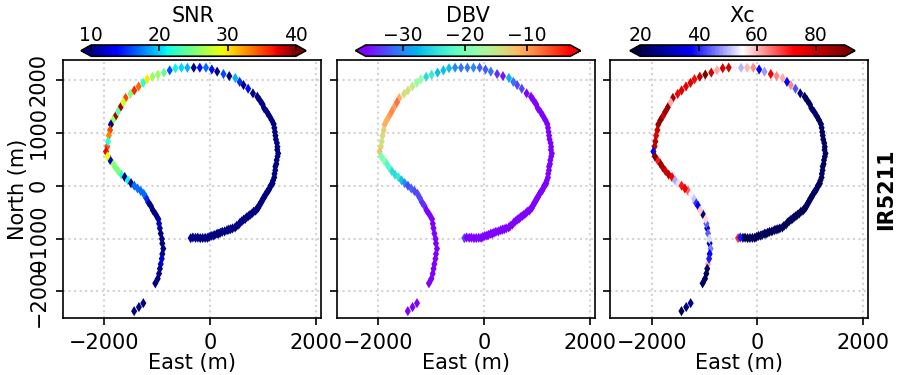 SNR DBV Xc
10 20 30 40 −30 −20 −10 20 40 60 80
2000
1000
North (m)
0
−1000
−2000
IR5211
−2000 0 2000 −2000 0 2000 −2000 0 2000
East (m) East (m) East (m)